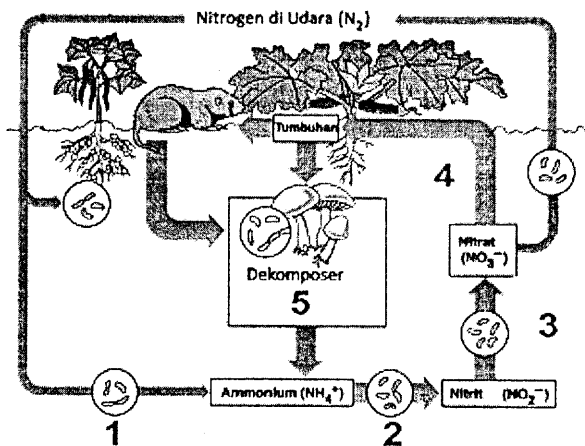 Nitrogen di Udara (N₂)
Tumbuhan
4
Nitrat
(NO₃⁻)
Dekomposer
5
3
Ammonium (NH₄⁺)
Nitrit (NO₂⁻)
1
2